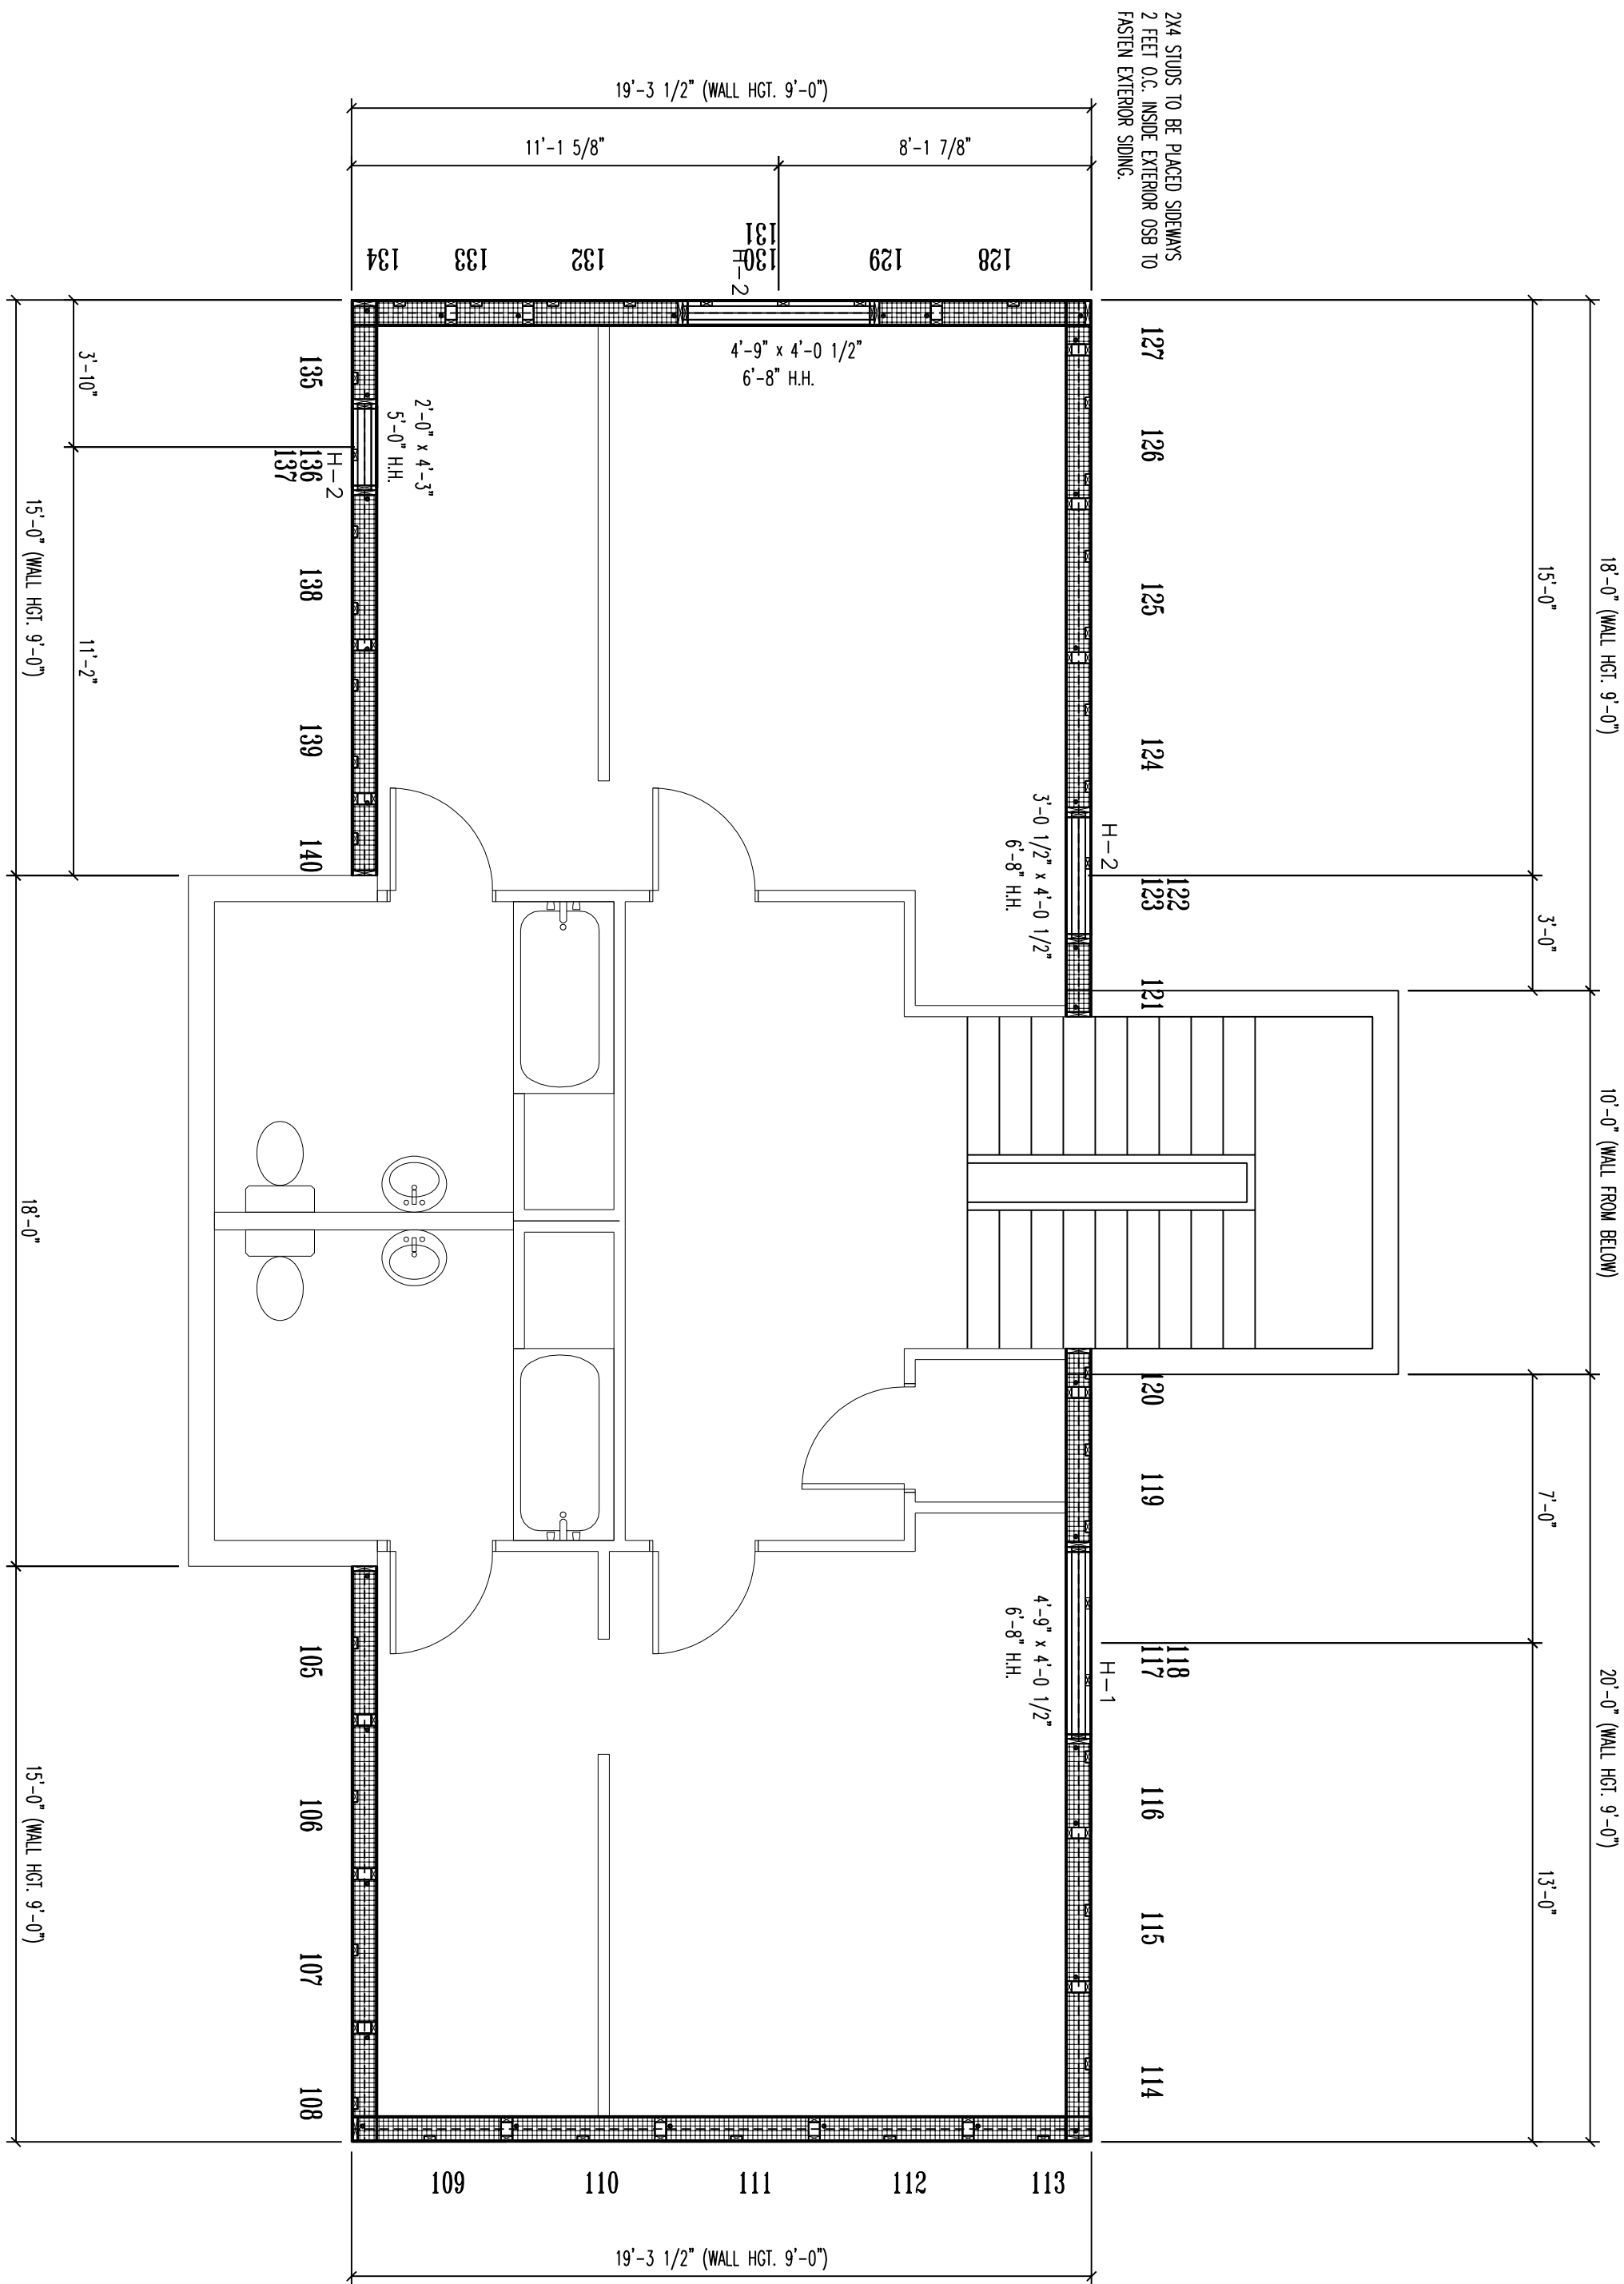 2X4 STUDS TO BE PLACED SIDEWAYS
2 FEET O.C. INSIDE EXTERIOR OSB TO
FASTEN EXTERIOR SIDING.
18'-0" (WALL HGT. 9'-0")
10'-0" (WALL FROM BELOW)
20'-0" (WALL HGT. 9'-0")
15'-0"
3'-0"
7'-0"
13'-0"
127
126
125
124
122
123
121
120
119
118
117
116
115
114
H-2
H-1
3'-0 1/2" x 4'-0 1/2"
6'-8" H.H.
4'-9" x 4'-0 1/2"
6'-8" H.H.
19'-3 1/2" (WALL HGT. 9'-0")
11'-1 5/8"
8'-1 7/8"
128
129
130
131
132
133
134
H-2
4'-9" x 4'-0 1/2"
6'-8" H.H.
2'-0" x 4'-3"
5'-0" H.H.
H-2
135
136
137
138
139
140
105
106
107
108
109
110
111
112
113
19'-3 1/2" (WALL HGT. 9'-0")
3'-10"
11'-2"
15'-0" (WALL HGT. 9'-0")
18'-0"
15'-0" (WALL HGT. 9'-0")